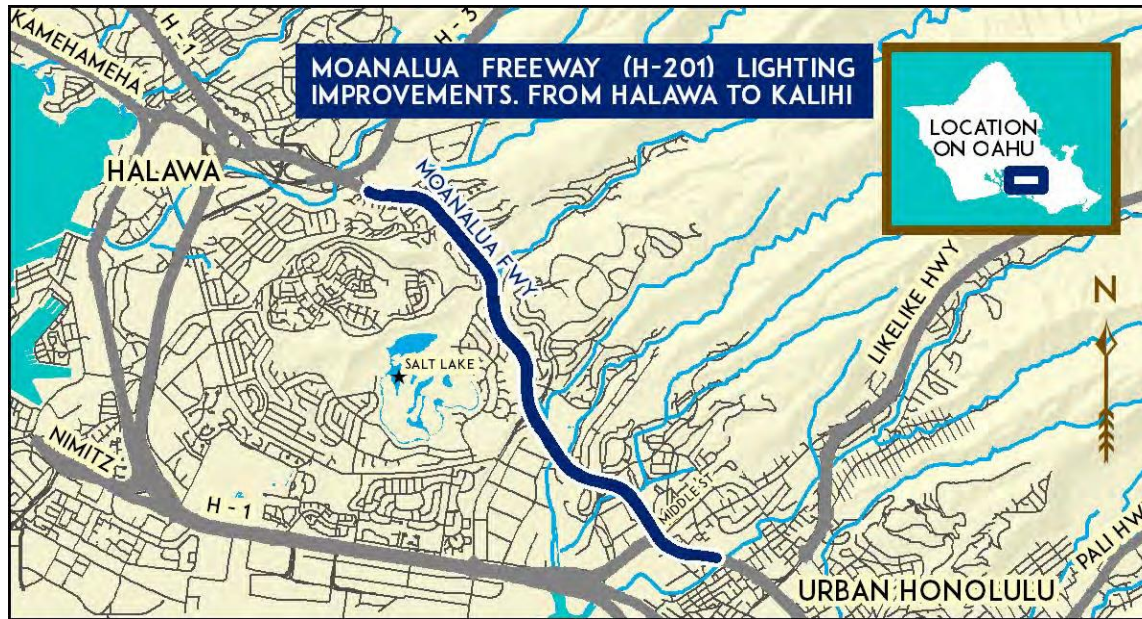 KAMEHAMEHA
H-1
H-3
MOANALUA FREEWAY (H-201) LIGHTING
IMPROVEMENTS. FROM HALAWA TO KALIHI
LOCATION
ON OAHU
HALAWA
MOANALUA FWY
N
LIKELIKE HWY
SALT LAKE
NIMITZ
H-1
MIDDLE ST
PALI HW
URBAN HONOLULU